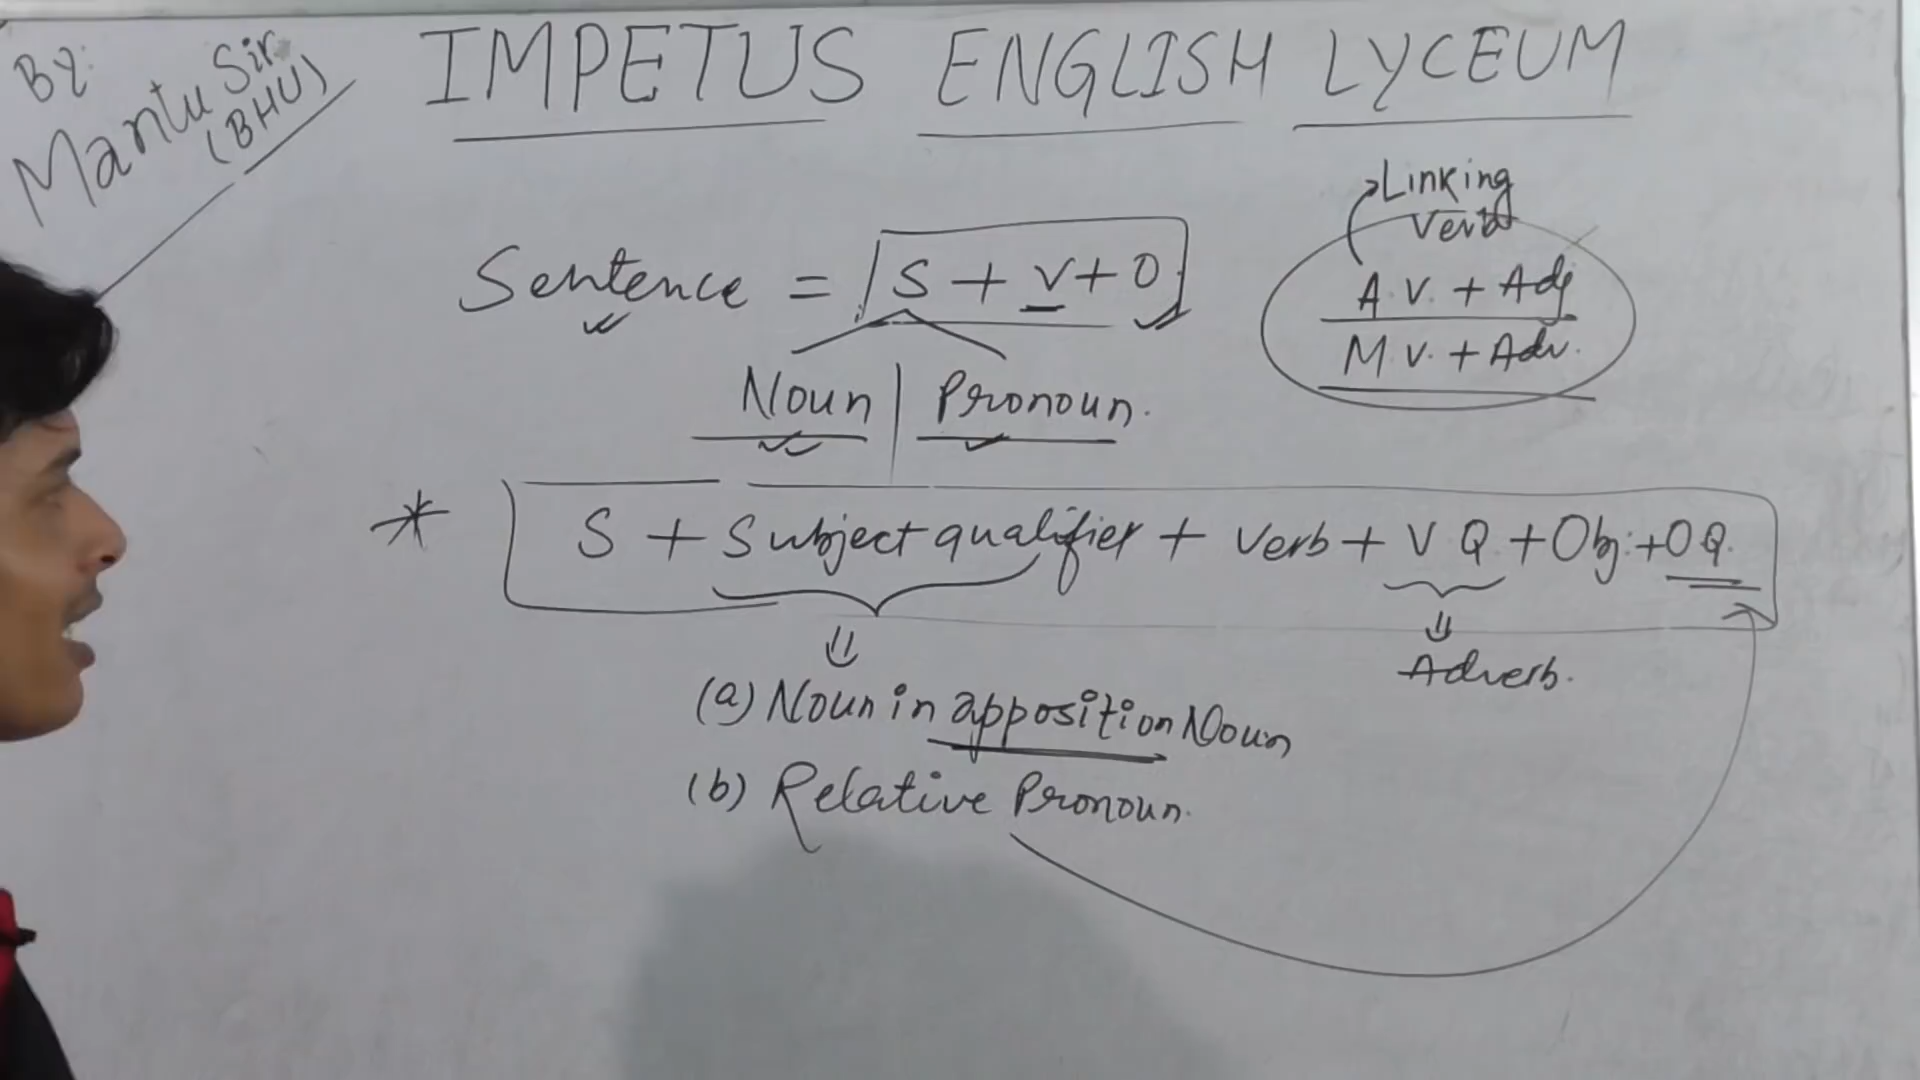 By:
Mantu Sir
(BHU)
IMPETUS ENGLISH LYCEUM
Linking
Verb
Sentence = S + V + O
A.V. + Adj
M.V. + Adv.
Noun | Pronoun.
* S + Subject qualifier + Verb + V Q + Obj. + O Q.
Adverb.
(a) Noun in apposition Noun
(b) Relative Pronoun.